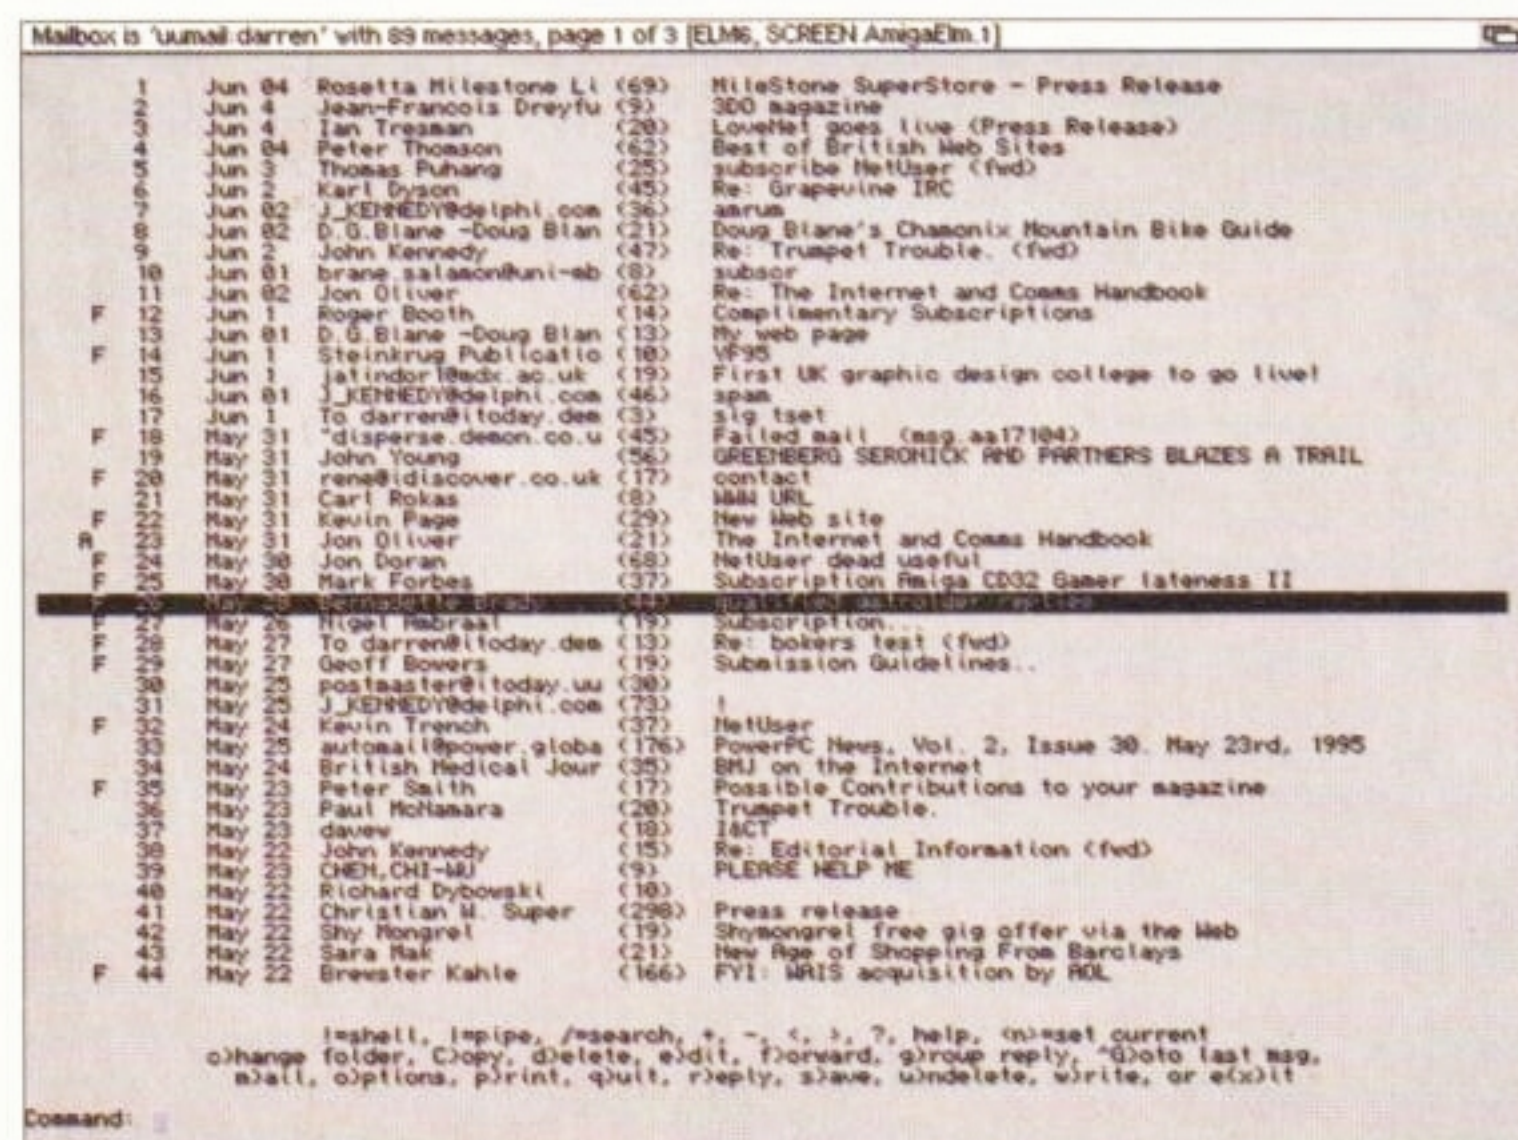 Mailbox is 'uumail:darren' with 89 messages, page 1 of 3 [ELM6, SCREEN AmigaElm.1]
1 Jun 04 Rosetta Milestone Li (69) MileStone SuperStore - Press Release
2 Jun 4 Jean-Francois Dreyfu (9) 3DO magazine
3 Jun 4 Ian Tresman (20) LoveNet goes live (Press Release)
4 Jun 04 Peter Thomson (62) Best of British Web Sites
5 Jun 3 Thomas Puhang (25) subscribe NetUser (fwd)
6 Jun 2 Karl Dyson (45) Re: Grapevine IRC
7 Jun 02 J_KENNEDY@delphi.com (36) amrum
8 Jun 02 D.G.Blane -Doug Blan (21) Doug Blane's Chamonix Mountain Bike Guide
9 Jun 2 John Kennedy (47) Re: Trumpet Trouble. (fwd)
10 Jun 01 brane.salamon@uni-mb (8) subscr
11 Jun 02 Jon Oliver (62) Re: The Internet and Comms Handbook
F 12 Jun 1 Roger Booth (14) Complimentary Subscriptions
13 Jun 01 D.G.Blane -Doug Blan (13) My web page
F 14 Jun 1 Steinkrug Publicatio (10) VF95
15 Jun 1 jatindor1@mdx.ac.uk (19) First UK graphic design college to go live!
16 Jun 01 J_KENNEDY@delphi.com (46) spam
17 Jun 1 To darren@itoday.dem (3) sig tset
F 18 May 31 "disperse.demon.co.u (45) Failed mail (msg.aa17104)
19 May 31 John Young (56) GREENBERG SERONICK AND PARTNERS BLAZES A TRAIL
F 20 May 31 rene@idiscover.co.uk (17) contact
21 May 31 Carl Rokas (8) WWW URL
F 22 May 31 Kevin Page (29) New Web site
A 23 May 31 Jon Oliver (21) The Internet and Comms Handbook
F 24 May 30 Jon Doran (68) NetUser dead useful
F 25 May 30 Mark Forbes (37) Subscription Amiga CD32 Gamer lateness II
F 26 May Bernadette Brady (44) qualified
F 27 May 26 Nigel Ambraal (19) Subscription...
F 28 May 27 To darren@itoday.dem (13) Re: bokers test (fwd)
F 29 May 27 Geoff Bowers (19) Submission Guidelines..
30 May 25 postmaster@itoday.uu (30)
31 May 25 J_KENNEDY@delphi.com (73) !
F 32 May 24 Kevin Trench (37) NetUser
33 May 25 automail@power.globa (176) PowerPC News, Vol. 2, Issue 30. May 23rd, 1995
34 May 24 British Medical Jour (35) BMJ on the Internet
F 35 May 23 Peter Smith (17) Possible Contributions to your magazine
36 May 23 Paul McNamara (20) Trumpet Trouble.
37 May 23 davew (18) I&CT
38 May 22 John Kennedy (15) Re: Editorial Information (fwd)
39 May 23 CHEN,CHI-WU (9) PLEASE HELP ME
40 May 22 Richard Dybowski (10)
41 May 22 Christian W. Super (298) Press release
42 May 22 Shy Mongrel (19) Shymongrel free gig offer via the Web
43 May 22 Sara Mak (21) New Age of Shopping From Barclays
F 44 May 22 Brewster Kahle (166) FYI: WAIS acquisition by AOL
!=shell, |=pipe, /=search, +, -, <, >, ?, help, <n>=set current
c)hange folder, C)opy, d)elete, e)dit, f)orward, g)roup reply, ^G)oto last msg,
m)ail, o)ptions, p)rint, q)uit, r)eply, s)ave, u)ndelete, w)rite, or e(x)it
Command: